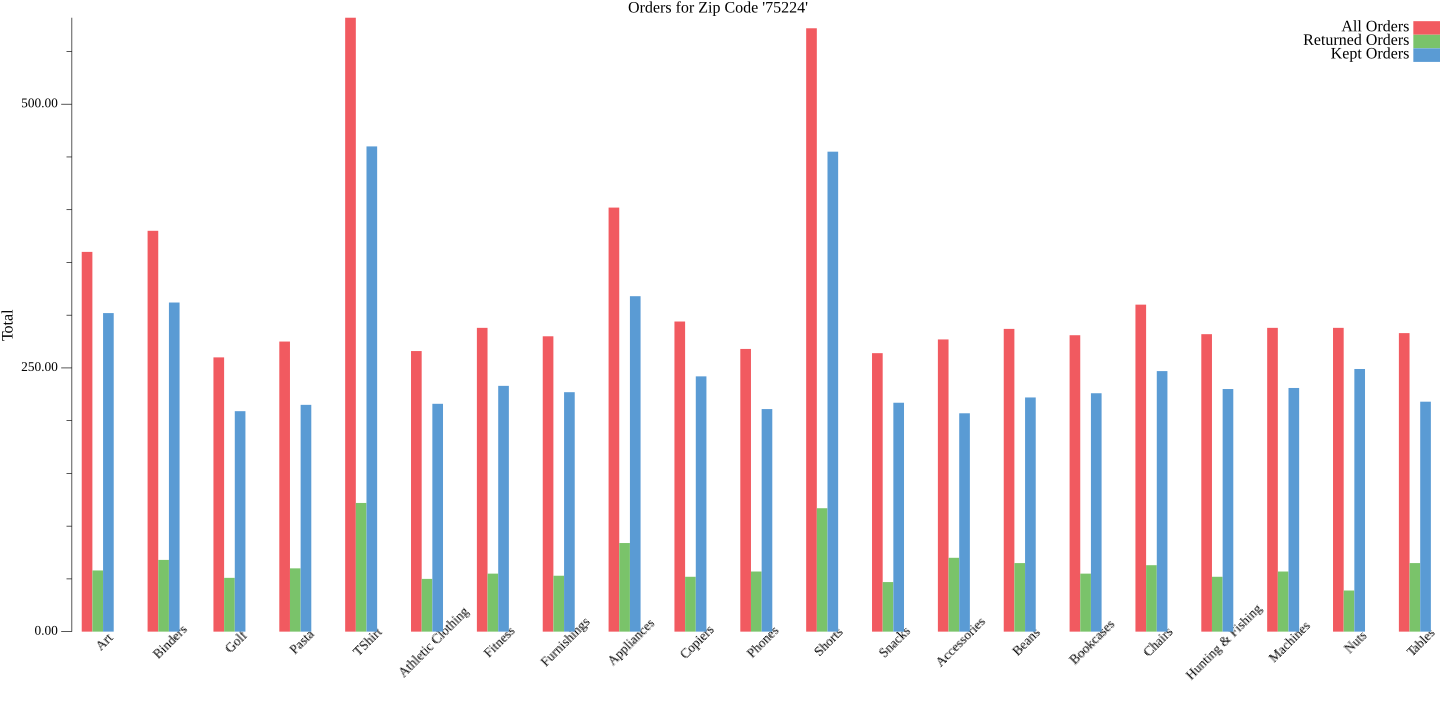 Orders for Zip Code '75224'
All Orders
Returned Orders
Kept Orders
500.00
250.00
0.00
Total
Art
Binders
Golf
Pasta
TShirt
Athletic Clothing
Fitness
Furnishings
Appliances
Copiers
Phones
Shorts
Snacks
Accessories
Beans
Bookcases
Chairs
Hunting & Fishing
Machines
Nuts
Tables